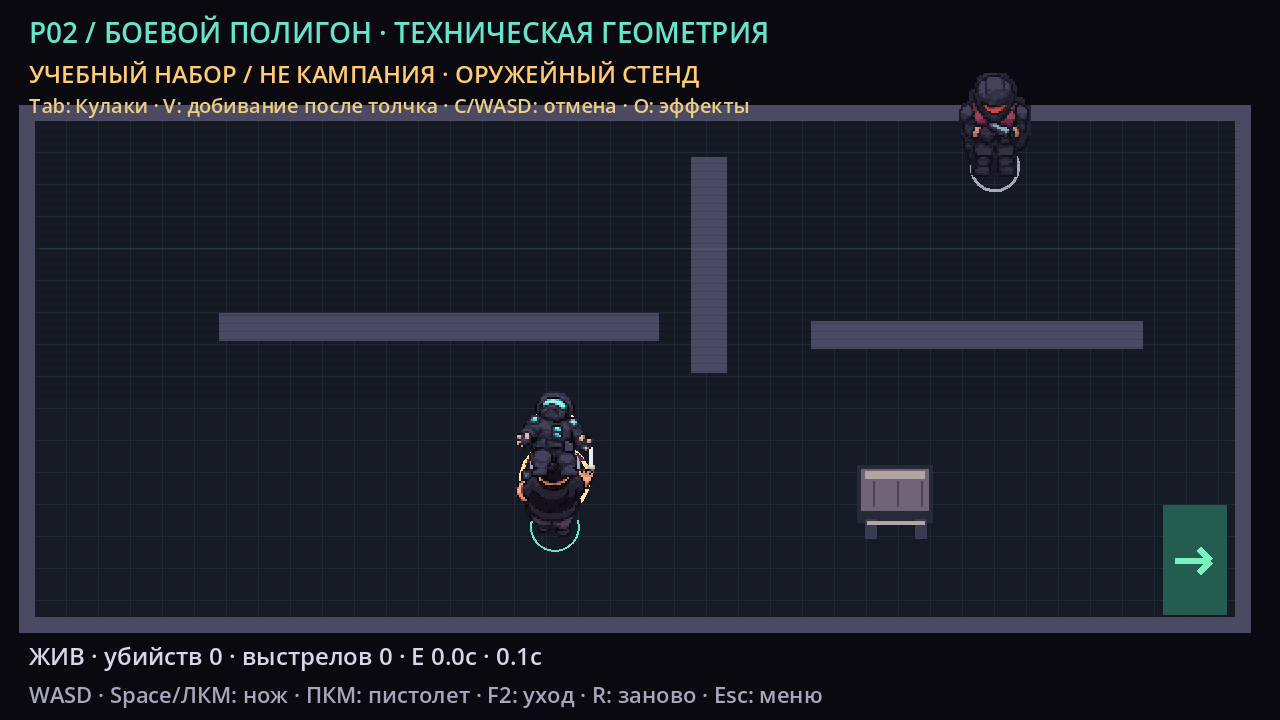 P02 / БОЕВОЙ ПОЛИГОН · ТЕХНИЧЕСКАЯ ГЕОМЕТРИЯ
УЧЕБНЫЙ НАБОР / НЕ КАМПАНИЯ · ОРУЖЕЙНЫЙ СТЕНД
Tab: Кулаки · V: добивание после толчка · C/WASD: отмена · O: эффекты
ЖИВ · убийств 0 · выстрелов 0 · E 0.0с · 0.1с
WASD · Space/ЛКМ: нож · ПКМ: пистолет · F2: уход · R: заново · Esc: меню